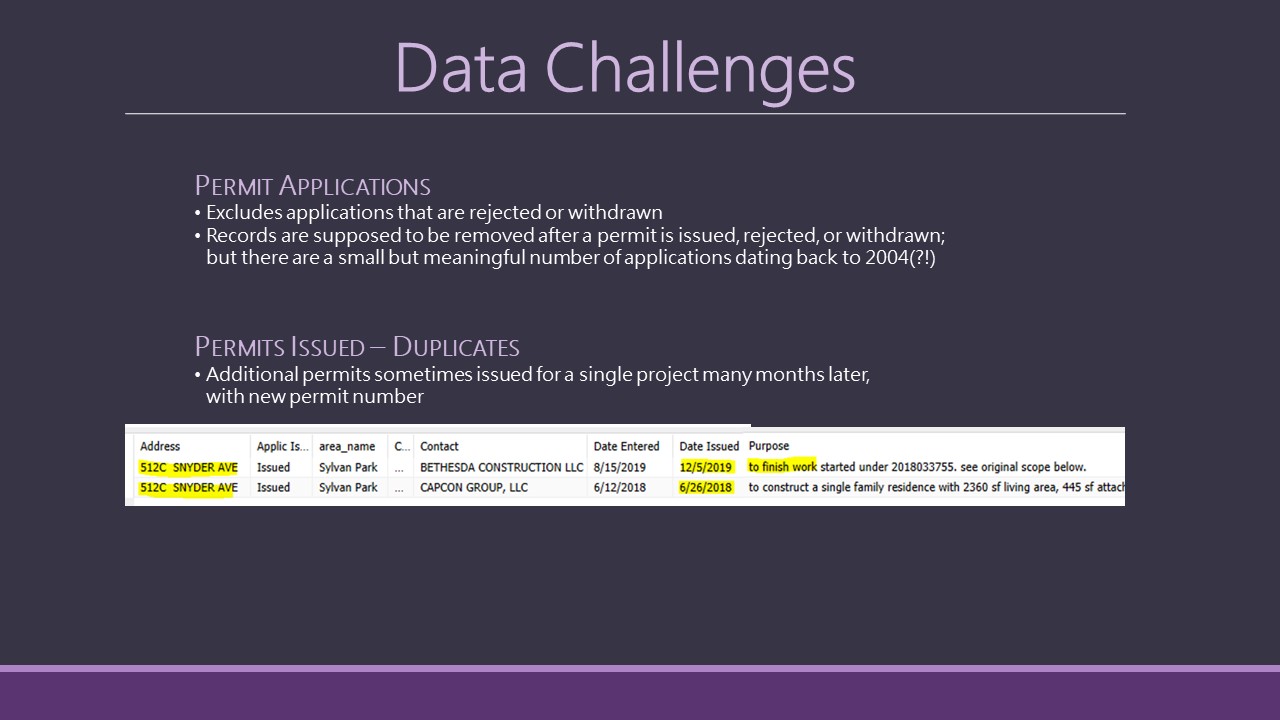 Data Challenges
Permit Applications
• Excludes applications that are rejected or withdrawn
• Records are supposed to be removed after a permit is issued, rejected, or withdrawn;
but there are a small but meaningful number of applications dating back to 2004(?!)
Permits Issued – Duplicates
• Additional permits sometimes issued for a single project many months later,
with new permit number
Address Applic Is... area_name C... Contact Date Entered Date Issued Purpose
512C SNYDER AVE Issued Sylvan Park ... BETHESDA CONSTRUCTION LLC 8/15/2019 12/5/2019 to finish work started under 2018033755. see original scope below.
512C SNYDER AVE Issued Sylvan Park ... CAPCON GROUP, LLC 6/12/2018 6/26/2018 to construct a single family residence with 2360 sf living area, 445 sf attach